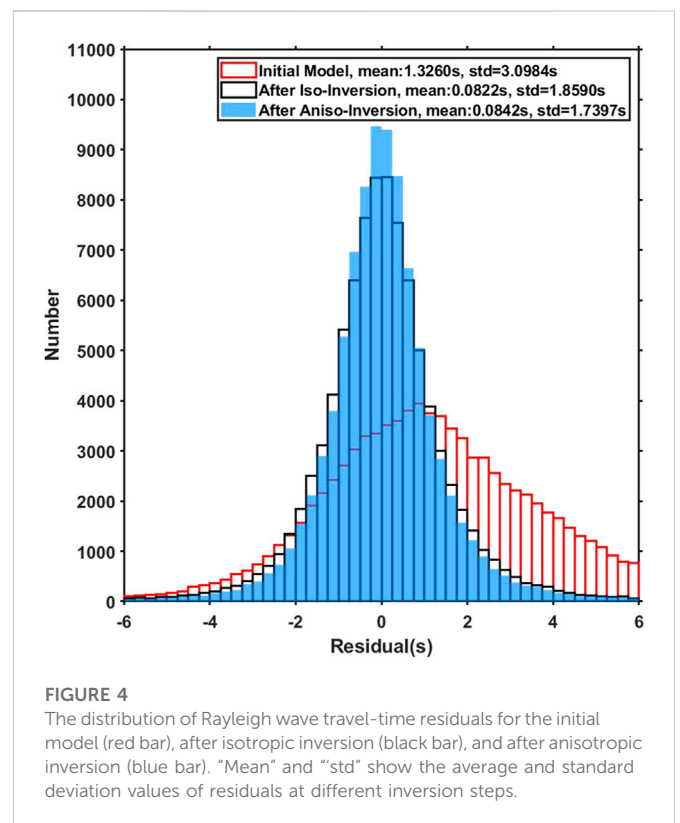 11000
10000
9000
8000
7000
6000
5000
4000
3000
2000
1000
0
Number
Initial Model, mean:1.3260s, std=3.0984s
After Iso-Inversion, mean:0.0822s, std=1.8590s
After Aniso-Inversion, mean:0.0842s, std=1.7397s
-6 -4 -2 0 2 4 6
Residual(s)
FIGURE 4
The distribution of Rayleigh wave travel-time residuals for the initial
model (red bar), after isotropic inversion (black bar), and after anisotropic
inversion (blue bar). “Mean” and “‘std” show the average and standard
deviation values of residuals at different inversion steps.